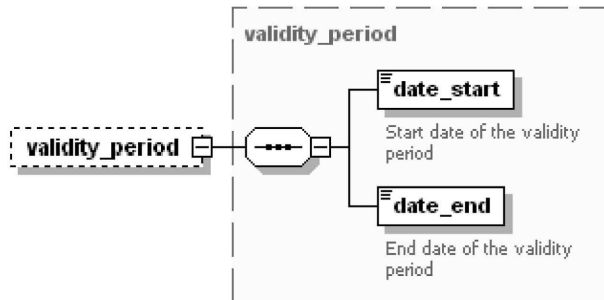 validity_period
validity_period
date_start
Start date of the validity
period
date_end
End date of the validity
period